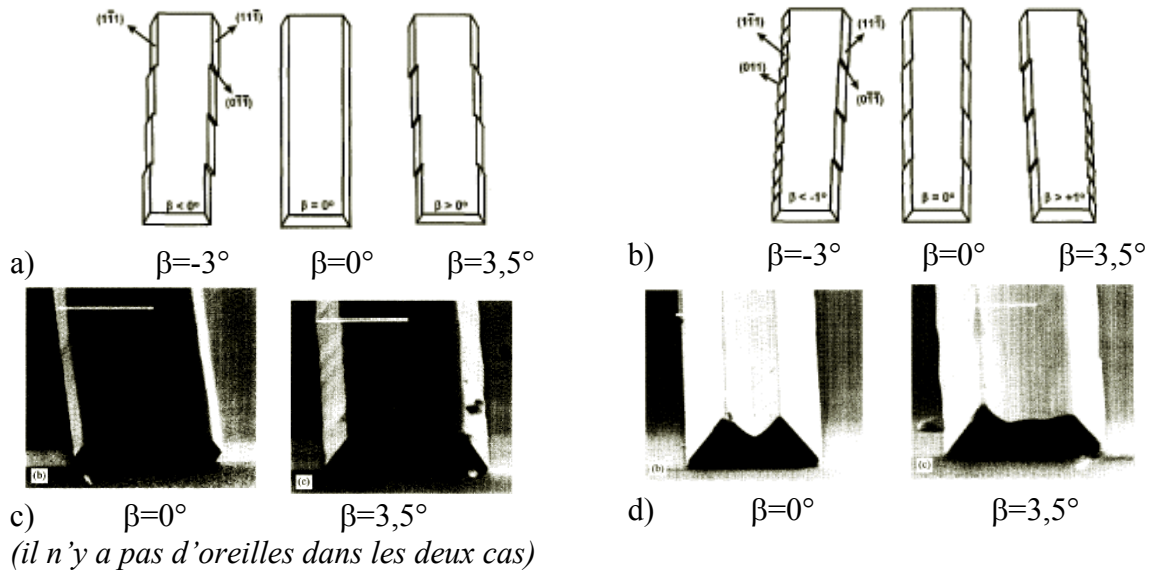 (11̅1) (111̅)
(01̅1̅)
β < 0° β = 0° β > 0°
a) β=-3° β=0° β=3,5°
(11̅1) (111̅)
(011)
(01̅1̅)
β < -1° β = 0° β > +1°
b) β=-3° β=0° β=3,5°
(b) (c)
c) β=0° β=3,5°
(il n’y a pas d’oreilles dans les deux cas)
(b) (c)
d) β=0° β=3,5°